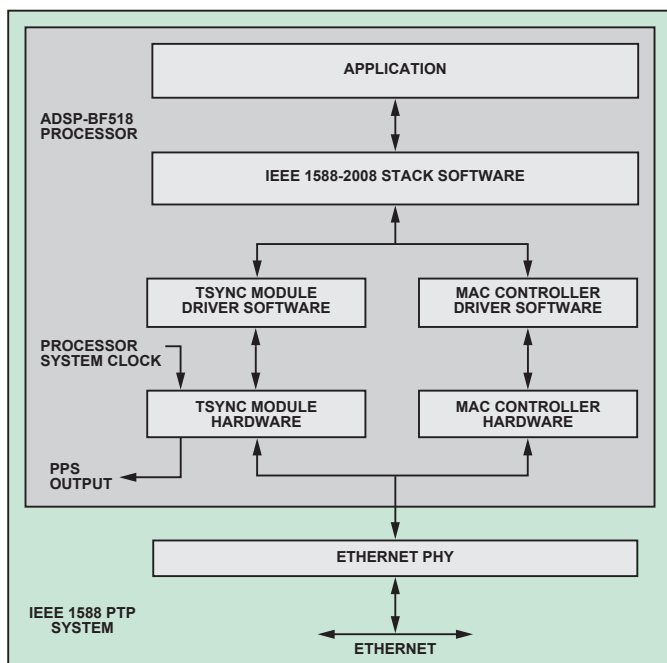 APPLICATION
ADSP-BF518
PROCESSOR
IEEE 1588-2008 STACK SOFTWARE
TSYNC MODULE
DRIVER SOFTWARE
MAC CONTROLLER
DRIVER SOFTWARE
PROCESSOR
SYSTEM CLOCK
TSYNC MODULE
HARDWARE
MAC CONTROLLER
HARDWARE
PPS
OUTPUT
ETHERNET PHY
IEEE 1588 PTP
SYSTEM
ETHERNET